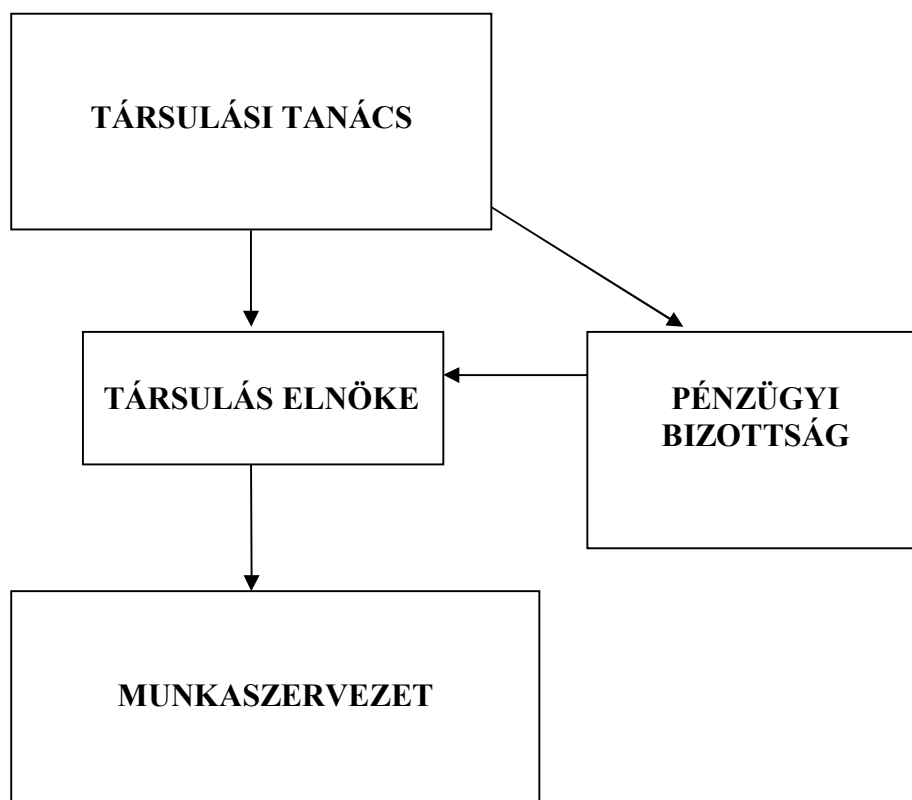 TÁRSULÁSI TANÁCS
TÁRSULÁS ELNÖKE
PÉNZÜGYI
BIZOTTSÁG
MUNKASZERVEZET